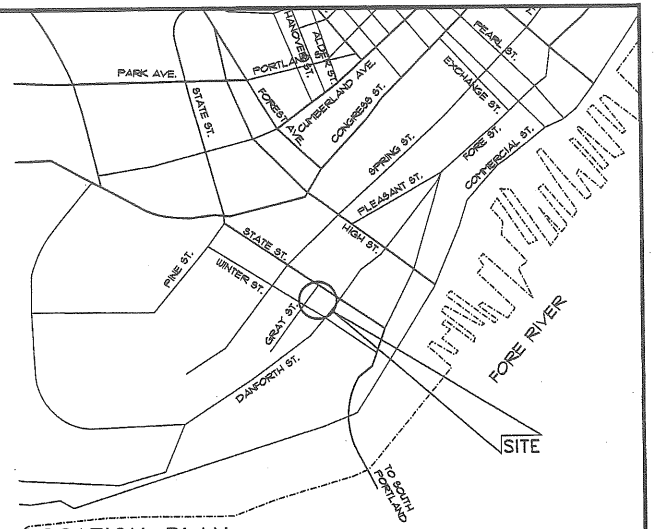 HANOVER ST.
ALDER ST.
PEARL ST.
PARK AVE.
PORTLAND
STATE ST.
FOREST AVE.
CUMBERLAND AVE.
CONGRESS ST.
EXCHANGE ST.
SPRING ST.
FORE ST.
COMMERCIAL ST.
PLEASANT ST.
HIGH ST.
STATE ST.
PINE ST.
WINTER ST.
GRAY ST.
DANFORTH ST.
FORE RIVER
SITE
TO SOUTH
PORTLAND